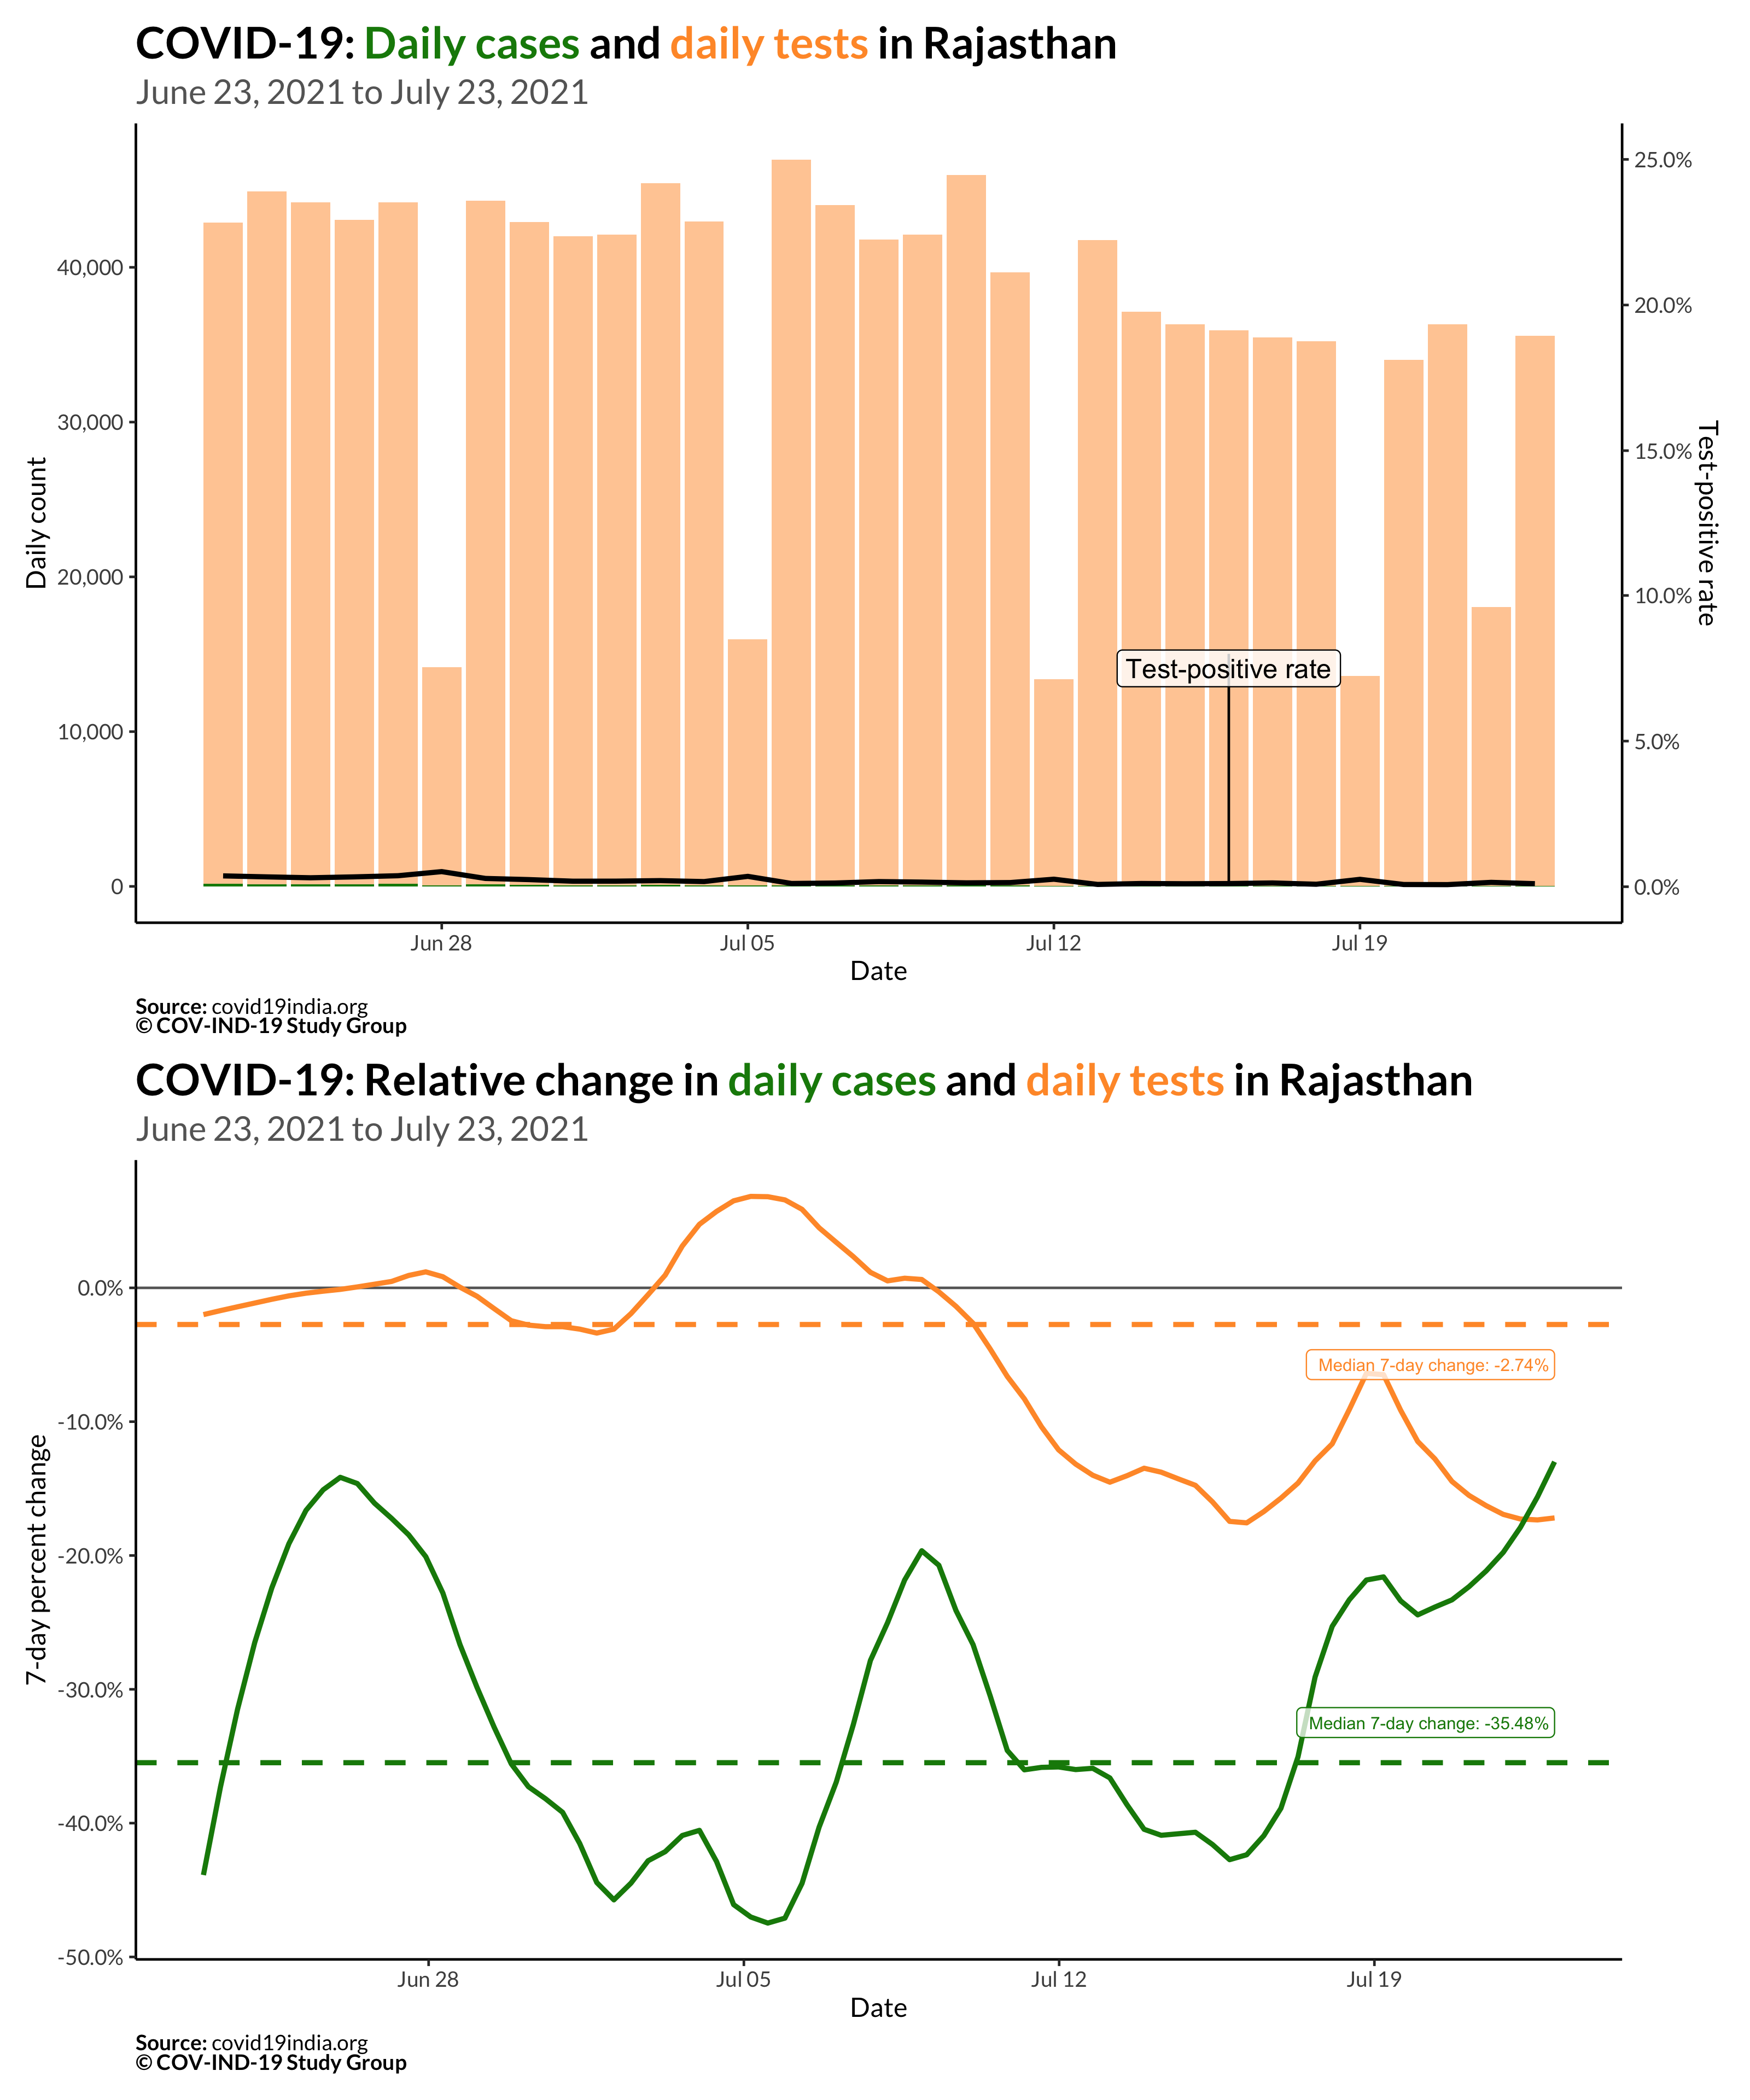 COVID-19: Daily cases and daily tests in Rajasthan
June 23, 2021 to July 23, 2021
Daily count
40,000
30,000
20,000
10,000
0
25.0%
20.0%
15.0%
10.0%
5.0%
0.0%
Test-positive rate
Test-positive rate
Jun 28
Jul 05
Jul 12
Jul 19
Date
Source: covid19india.org
© COV-IND-19 Study Group
COVID-19: Relative change in daily cases and daily tests in Rajasthan
June 23, 2021 to July 23, 2021
7-day percent change
0.0%
-10.0%
-20.0%
-30.0%
-40.0%
-50.0%
Median 7-day change: -2.74%
Median 7-day change: -35.48%
Jun 28
Jul 05
Jul 12
Jul 19
Date
Source: covid19india.org
© COV-IND-19 Study Group